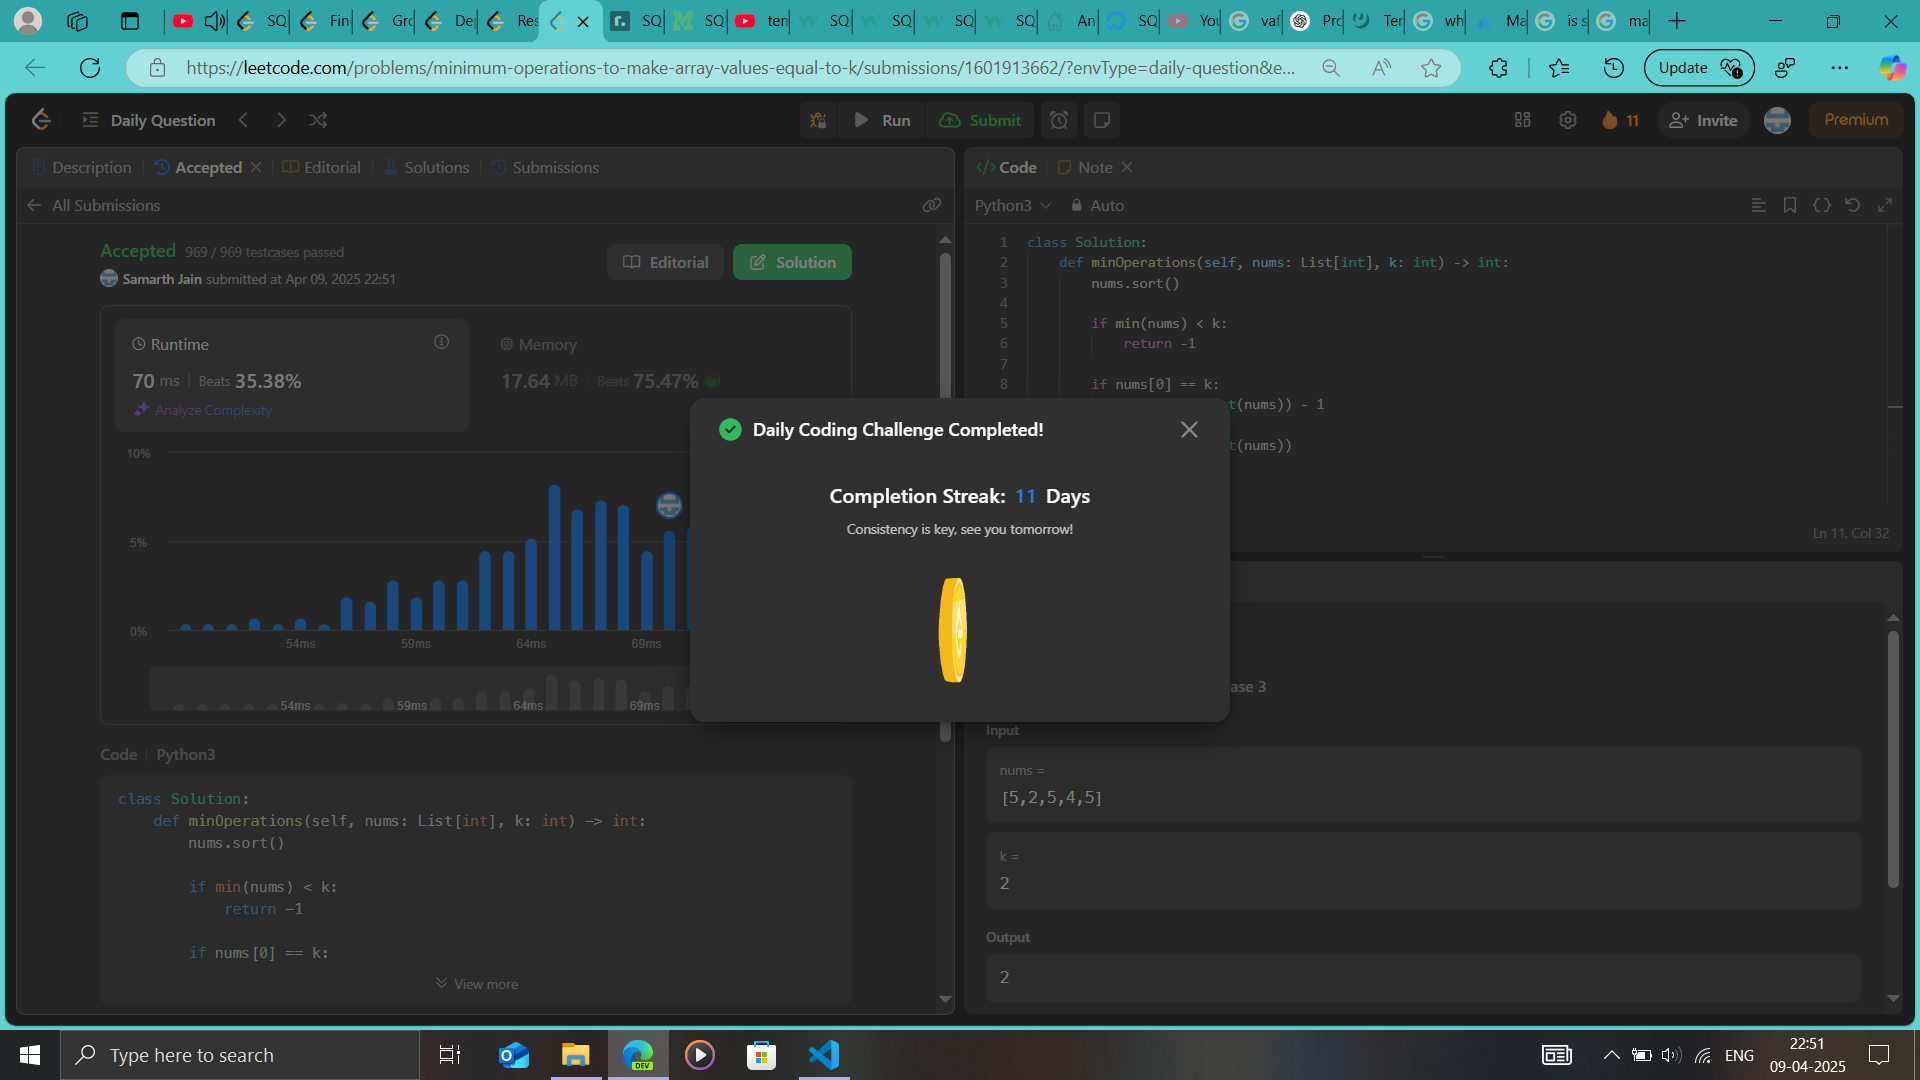 SQ
Fin
Gro
De
Res
SQ
SQ
ten
SQ
SQ
SQ
SQ
An
SQ
You
vaf
Pro
Ter
wh
Ma
is s
ma
https://leetcode.com/problems/minimum-operations-to-make-array-values-equal-to-k/submissions/1601913662/?envType=daily-question&e...
Update
Daily Question
Run
Submit
11
Invite
Premium
Description
Accepted
Editorial
Solutions
Submissions
All Submissions
Accepted 969 / 969 testcases passed
Samarth Jain submitted at Apr 09, 2025 22:51
Editorial
Solution
Runtime
70 ms | Beats 35.38%
Analyze Complexity
Memory
17.64 MB | Beats 75.47%
10%
5%
0%
54ms 59ms 64ms 69ms
54ms 59ms 64ms 69ms
Code | Python3
class Solution:
def minOperations(self, nums: List[int], k: int) -> int:
nums.sort()
if min(nums) < k:
return -1
if nums[0] == k:
View more
Daily Coding Challenge Completed!
Completion Streak: 11 Days
Consistency is key, see you tomorrow!
Code
Note
Python3
Auto
1 class Solution:
2 def minOperations(self, nums: List[int], k: int) -> int:
3 nums.sort()
4
5 if min(nums) < k:
6 return -1
7
8 if nums[0] == k:
t(nums)) - 1
t(nums))
Ln 11, Col 32
ase 3
Input
nums =
[5,2,5,4,5]
k =
2
Output
2
Type here to search
DEV
ENG
22:51
09-04-2025